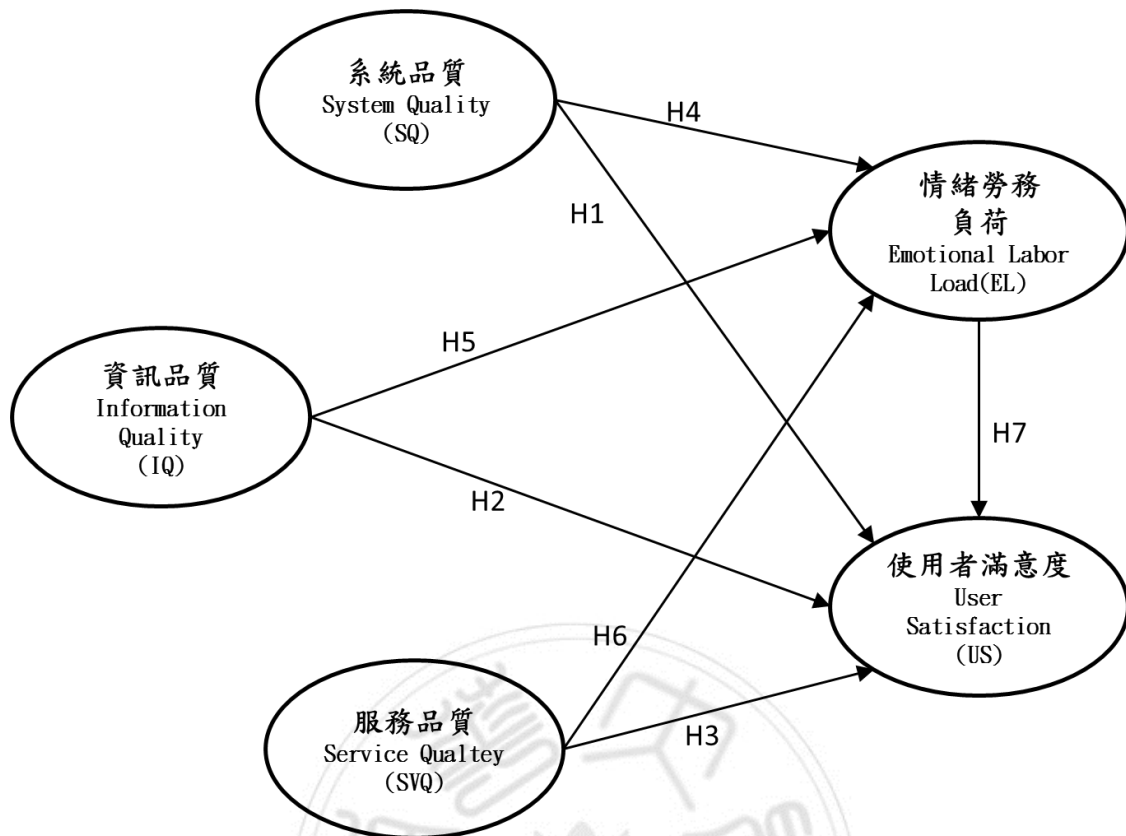 系統品質
System Quality
(SQ)
H4
情緒勞務
負荷
Emotional Labor
Load(EL)
H1
H5
資訊品質
Information
Quality
(IQ)
H7
H2
使用者滿意度
User
Satisfaction
(US)
H6
服務品質
Service Qualtey
(SVQ)
H3